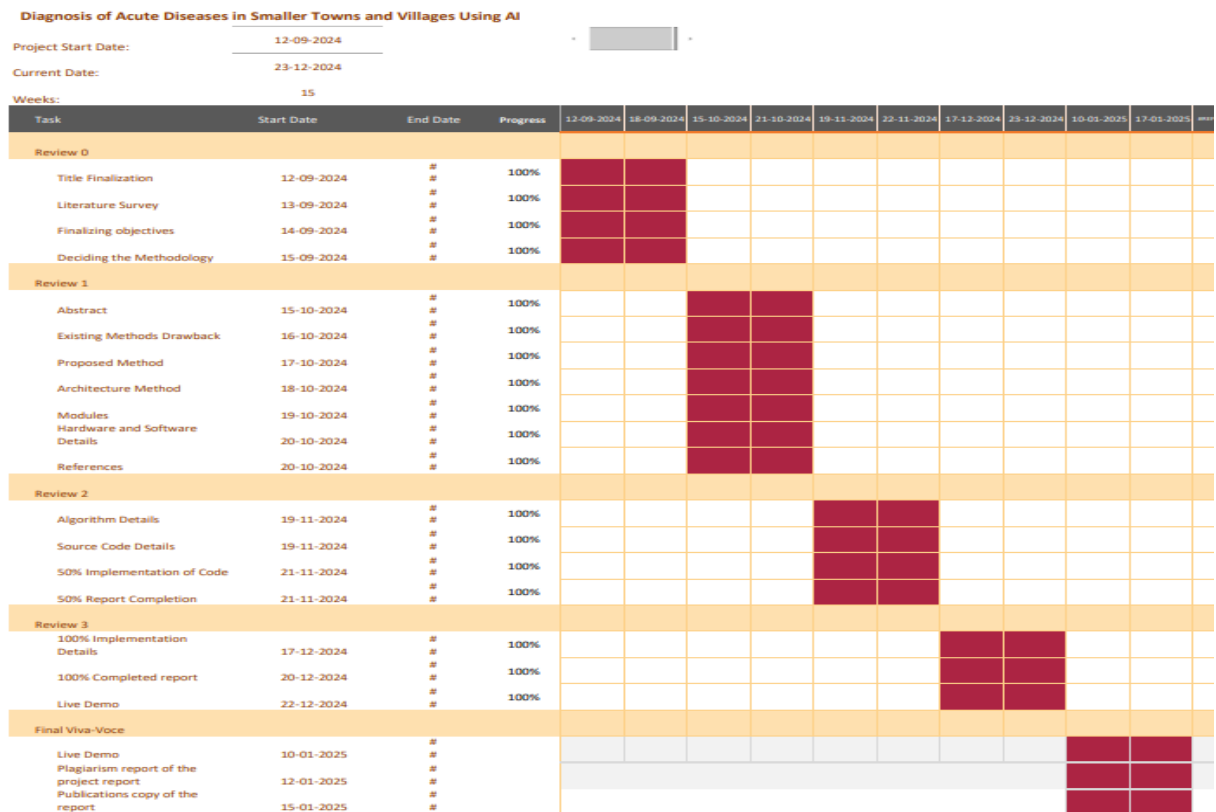 Diagnosis of Acute Diseases in Smaller Towns and Villages Using AI
Project Start Date: 12-09-2024
Current Date: 23-12-2024
Weeks: 15
Task Start Date End Date Progress 12-09-2024 18-09-2024 15-10-2024 21-10-2024 19-11-2024 22-11-2024 17-12-2024 23-12-2024 10-01-2025 17-01-2025
Review 0
#
Title Finalization 12-09-2024 # 100%
#
Literature Survey 13-09-2024 # 100%
#
Finalizing objectives 14-09-2024 # 100%
#
Deciding the Methodology 15-09-2024 # 100%
Review 1
#
Abstract 15-10-2024 # 100%
#
Existing Methods Drawback 16-10-2024 # 100%
#
Proposed Method 17-10-2024 # 100%
#
Architecture Method 18-10-2024 # 100%
#
Modules 19-10-2024 # 100%
Hardware and Software #
Details 20-10-2024 # 100%
#
References 20-10-2024 # 100%
Review 2
#
Algorithm Details 19-11-2024 # 100%
#
Source Code Details 19-11-2024 # 100%
#
50% Implementation of Code 21-11-2024 # 100%
#
50% Report Completion 21-11-2024 # 100%
Review 3
100% Implementation #
Details 17-12-2024 # 100%
#
100% Completed report 20-12-2024 # 100%
#
Live Demo 22-12-2024 # 100%
Final Viva-Voce
#
Live Demo 10-01-2025 #
Plagiarism report of the #
project report 12-01-2025 #
Publications copy of the #
report 15-01-2025 #